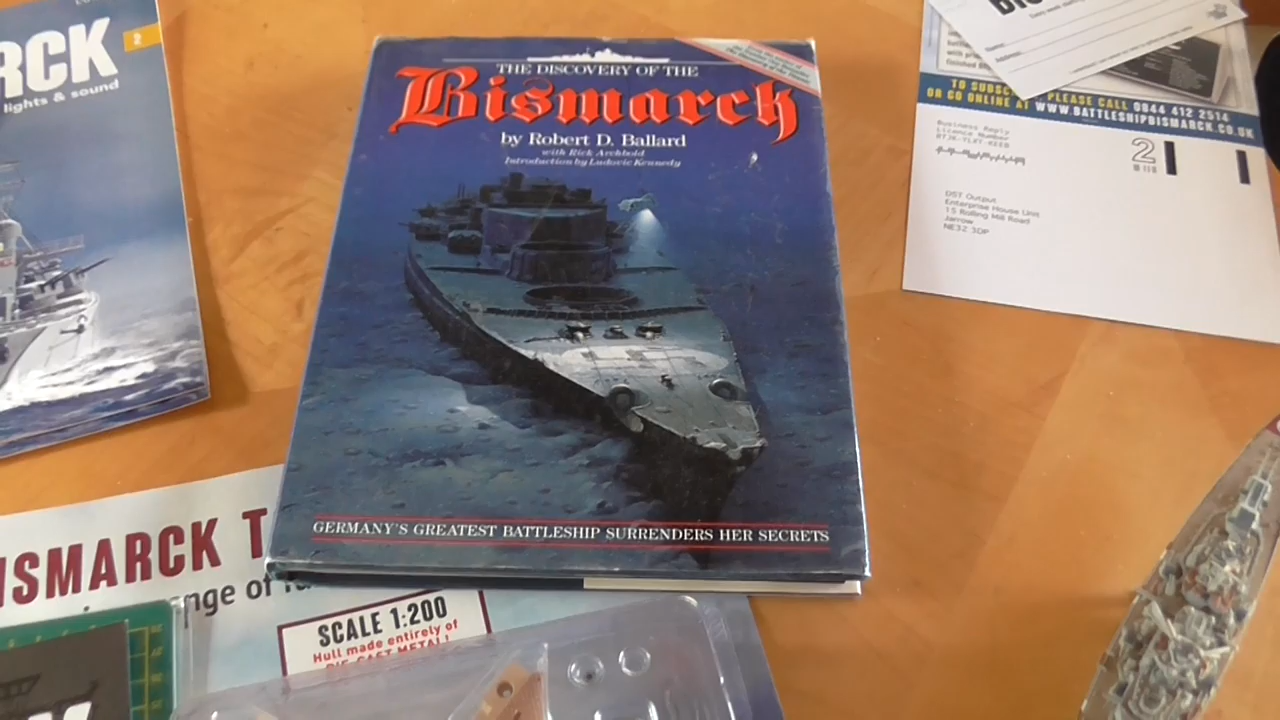 RCK
2
lights & sound
THE DISCOVERY OF THE
Bismarck
by Robert D. Ballard
with Rick Archbold
Introduction by Ludovic Kennedy
GERMANY'S GREATEST BATTLESHIP SURRENDERS HER SECRETS
TO SUBSC PLEASE CALL 0844 412 2514
OR GO ONLINE AT WWW.BATTLESHIPBISMARCK.CO.UK
Business Reply
Licence Number
2
DST Output
Enterprise House Unit
15 Rolling Mill Road
Jarrow
NE32 3DP
ISMARCK T
nge of
SCALE 1:200
Hull made entirely of
DIE-CAST METAL!